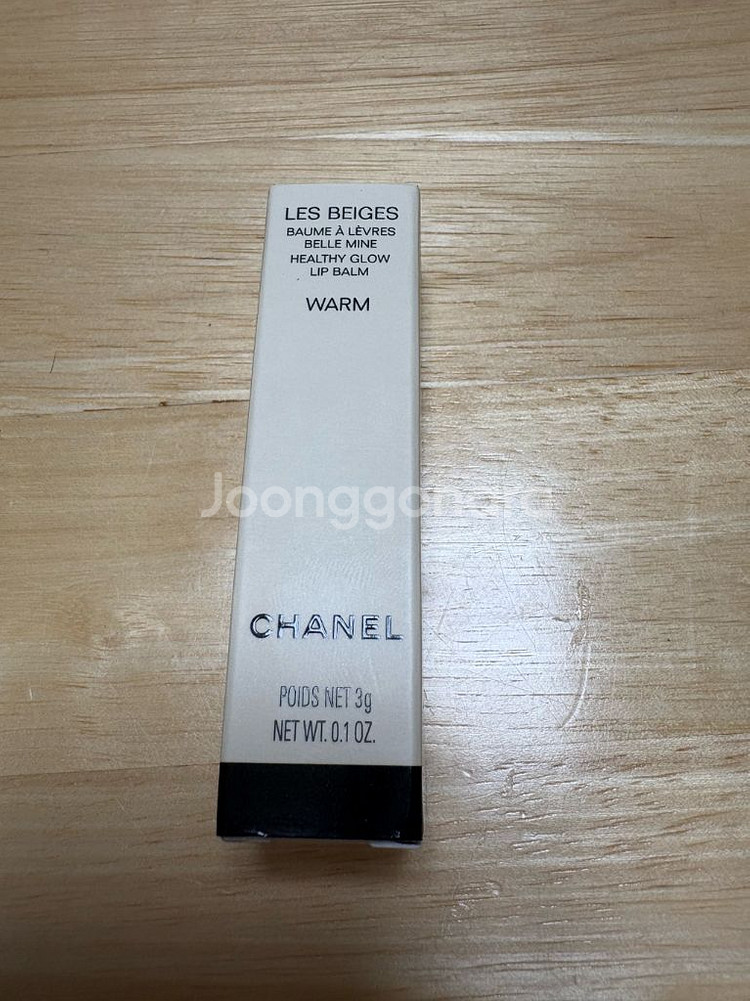 LES BEIGES
BAUME À LÈVRES
BELLE MINE
HEALTHY GLOW
LIP BALM
WARM
Joonggonara
CHANEL
POIDS NET 3g
NET WT. 0.1 OZ.